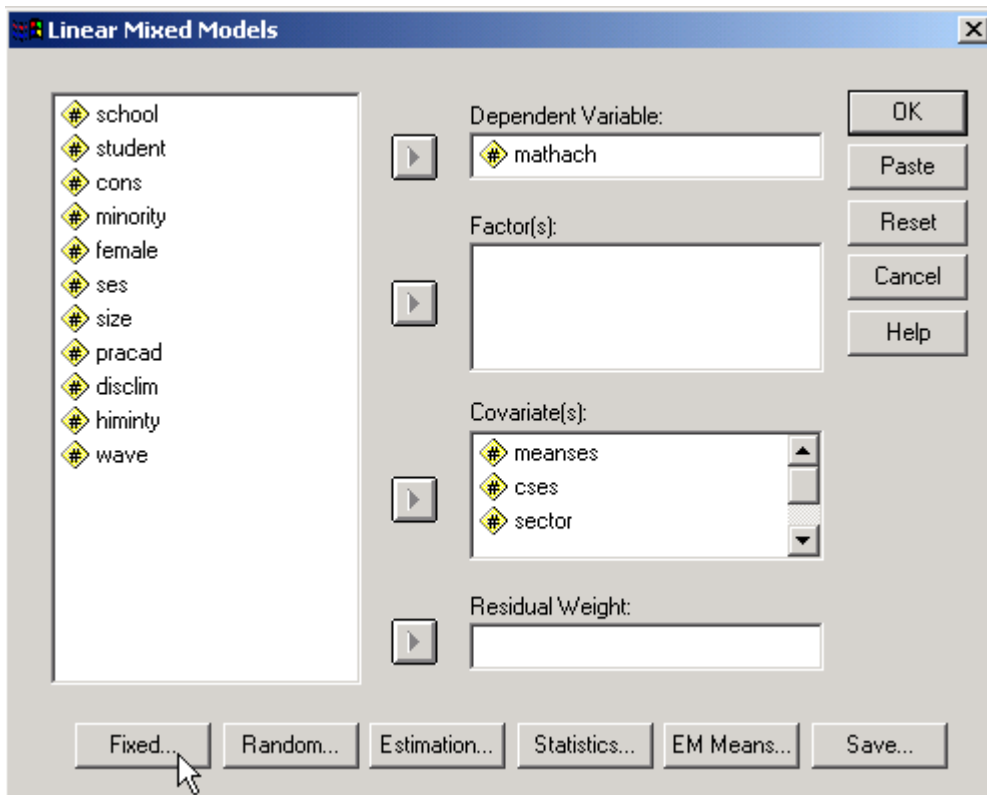 Linear Mixed Models
school
student
cons
minority
female
ses
size
pracad
disclim
himinty
wave
Dependent Variable:
mathach
Factor(s):
Covariate(s):
meanses
cses
sector
Residual Weight:
OK
Paste
Reset
Cancel
Help
Fixed... Random... Estimation... Statistics... EM Means... Save...